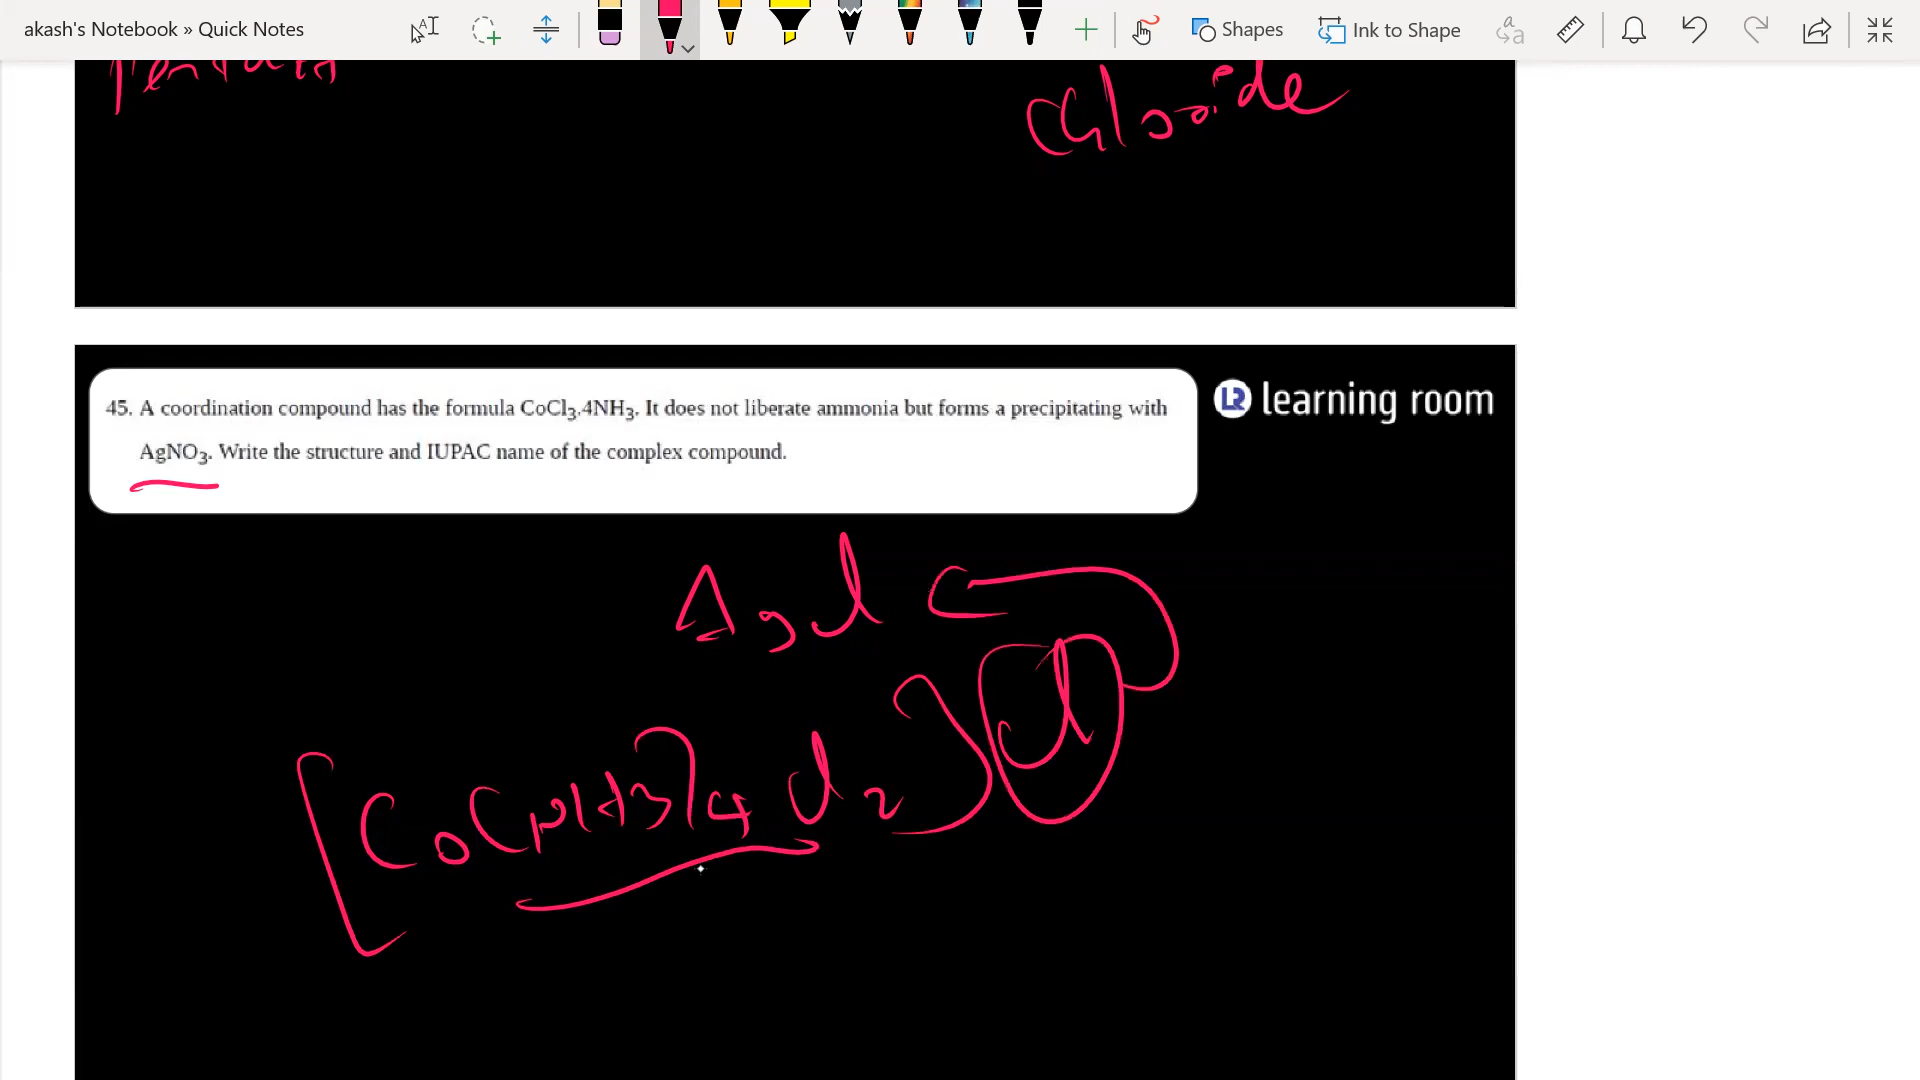 akash's Notebook » Quick Notes
Shapes
Ink to Shape
Chloride
45. A coordination compound has the formula CoCl₃.4NH₃. It does not liberate ammonia but forms a precipitating with
AgNO₃. Write the structure and IUPAC name of the complex compound.
learning room
AgCl
[Co(NH3)4 Cl2] Cl